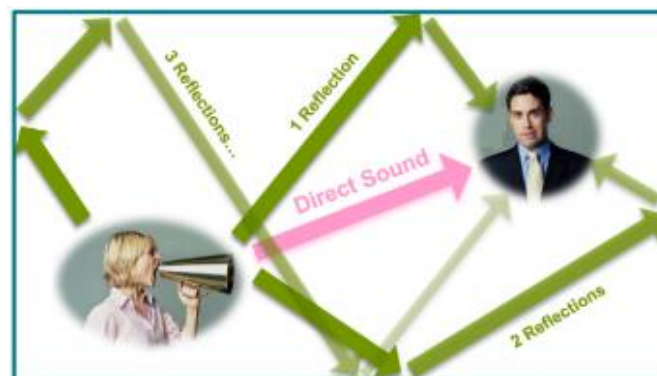 3 Reflections...
1 Reflection
Direct Sound
2 Reflections